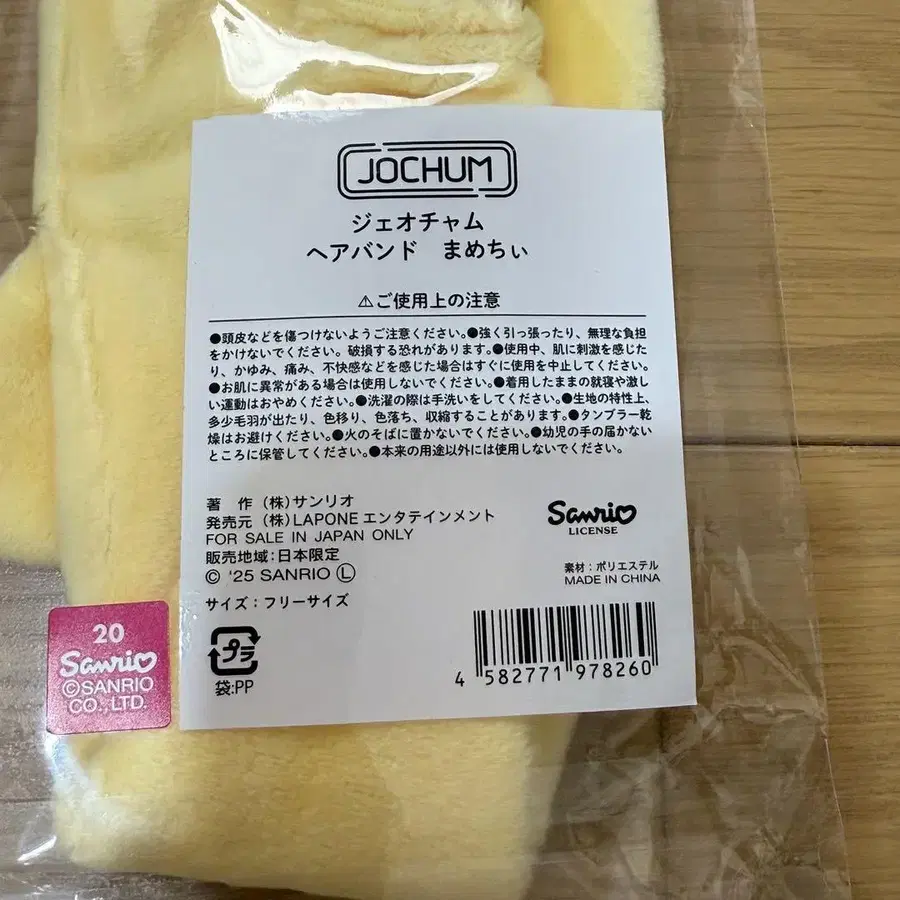 JOCHUM
ジェオチャム
ヘアバンド まめちぃ
⚠ご使用上の注意
●頭皮などを傷つけないようご注意ください。●強く引っ張ったり、無理な負担
をかけないでください。破損する恐れがあります。●使用中、肌に刺激を感じた
り、かゆみ、痛み、不快感などを感じた場合はすぐに使用を中止してください。
●お肌に異常がある場合は使用しないでください。●着用したままの就寝や激し
い運動はおやめください。●洗濯の際は手洗いをしてください。●生地の特性上、
多少毛羽が出たり、色移り、色落ち、収縮することがあります。●タンブラー乾
燥はお避けください。●火のそばに置かないでください。●幼児の手の届かない
ところに保管してください。●本来の用途以外には使用しないでください。
著 作 (株)サンリオ
発売元 (株)LAPONEエンタテインメント
FOR SALE IN JAPAN ONLY
販売地域:日本限定
© '25 SANRIO Ⓛ
サイズ:フリーサイズ
Sanrio
LICENSE
素材:ポリエステル
MADE IN CHINA
プラ
袋:PP
4 582771 978260
20
Sanrio
©SANRIO
CO.,LTD.